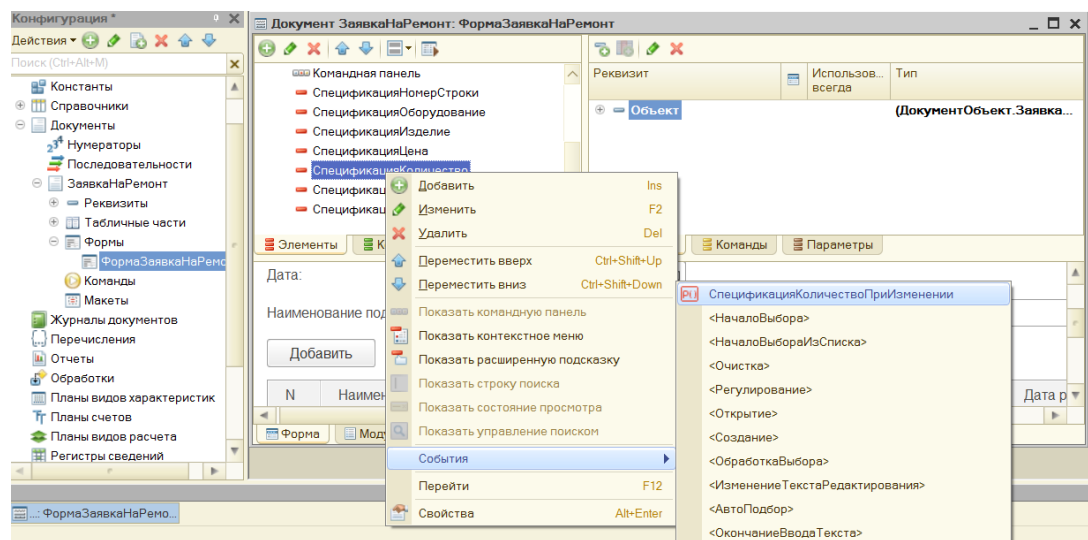 Конфигурация *
Действия
Поиск (Ctrl+Alt+M)
Константы
Справочники
Документы
Нумераторы
Последовательности
ЗаявкаНаРемонт
Реквизиты
Табличные части
Формы
ФормаЗаявкаНаРемо
Команды
Макеты
Журналы документов
Перечисления
Отчеты
Обработки
Планы видов характеристик
Планы счетов
Планы видов расчета
Регистры сведений
...: ФормаЗаявкаНаРемо...
Документ ЗаявкаНаРемонт: ФормаЗаявкаНаРемонт
Командная панель
СпецификацияНомерСтроки
СпецификацияОборудование
СпецификацияИзделие
СпецификацияЦена
СпецификацияКоличество
Спецификац
Спецификац
Элементы
К
Реквизит
Использов... всегда
Тип
Объект
(ДокументОбъект.Заявка...
Команды
Параметры
Дата:
Наименование под
Добавить
N Наимен
Дата р
Форма
Мод
Добавить Ins
Изменить F2
Удалить Del
Переместить вверх Ctrl+Shift+Up
Переместить вниз Ctrl+Shift+Down
Показать командную панель
Показать контекстное меню
Показать расширенную подсказку
Показать строку поиска
Показать состояние просмотра
Показать управление поиском
События
Перейти F12
Свойства Alt+Enter
СпецификацияКоличествоПриИзменении
<НачалоВыбора>
<НачалоВыбораИзСписка>
<Очистка>
<Регулирование>
<Открытие>
<Создание>
<ОбработкаВыбора>
<ИзменениеТекстаРедактирования>
<АвтоПодбор>
<ОкончаниеВводаТекста>